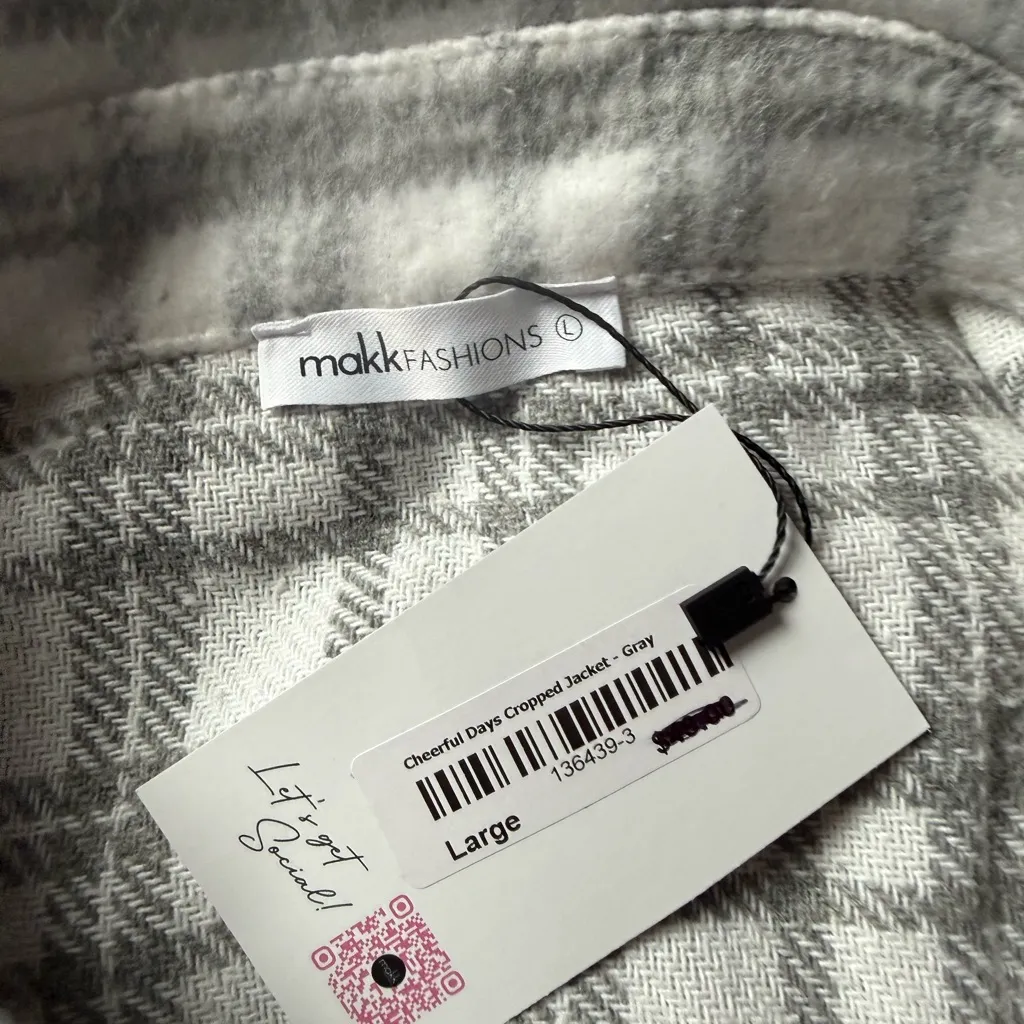 makkFASHIONS L
Cheerful Days Cropped Jacket - Gray
136439-3
Large
Let's get
Social!